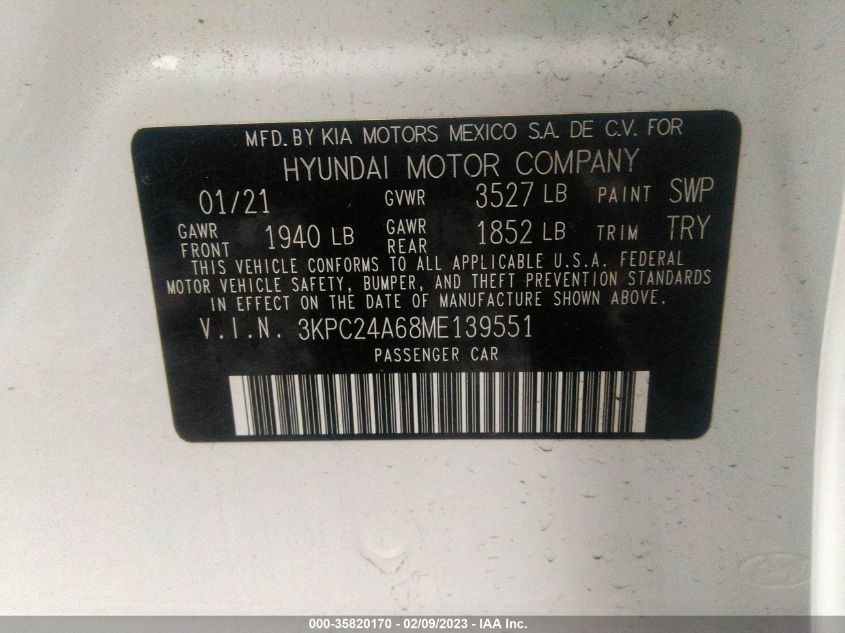 MFD. BY KIA MOTORS MEXICO S.A. DE C.V. FOR
HYUNDAI MOTOR COMPANY
01/21 GVWR 3527 LB PAINT SWP
GAWR FRONT 1940 LB GAWR REAR 1852 LB TRIM TRY
THIS VEHICLE CONFORMS TO ALL APPLICABLE U.S.A. FEDERAL
MOTOR VEHICLE SAFETY, BUMPER, AND THEFT PREVENTION STANDARDS
IN EFFECT ON THE DATE OF MANUFACTURE SHOWN ABOVE.
V.I.N. 3KPC24A68ME139551
PASSENGER CAR
000-35820170 - 02/09/2023 - IAA Inc.